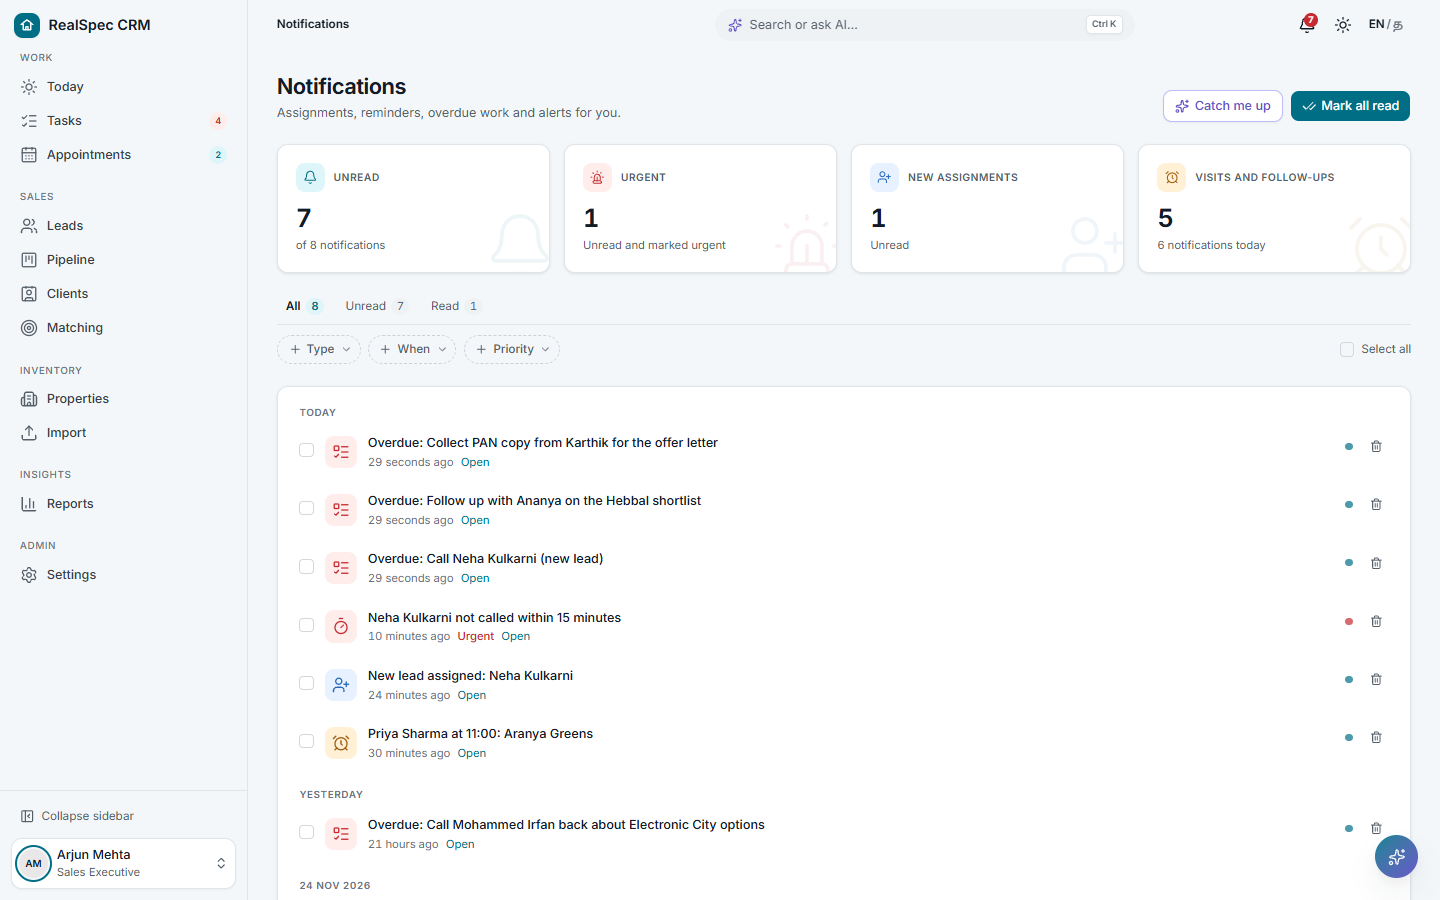 RealSpec CRM
WORK
Today
Tasks 4
Appointments 2
SALES
Leads
Pipeline
Clients
Matching
INVENTORY
Properties
Import
INSIGHTS
Reports
ADMIN
Settings
Collapse sidebar
AM
Arjun Mehta
Sales Executive
Notifications
Search or ask AI... Ctrl K
7
EN / த
Notifications
Assignments, reminders, overdue work and alerts for you.
Catch me up
Mark all read
UNREAD
7
of 8 notifications
URGENT
1
Unread and marked urgent
NEW ASSIGNMENTS
1
Unread
VISITS AND FOLLOW-UPS
5
6 notifications today
All 8 Unread 7 Read 1
Type When Priority
Select all
TODAY
Overdue: Collect PAN copy from Karthik for the offer letter
29 seconds ago Open
Overdue: Follow up with Ananya on the Hebbal shortlist
29 seconds ago Open
Overdue: Call Neha Kulkarni (new lead)
29 seconds ago Open
Neha Kulkarni not called within 15 minutes
10 minutes ago Urgent Open
New lead assigned: Neha Kulkarni
24 minutes ago Open
Priya Sharma at 11:00: Aranya Greens
30 minutes ago Open
YESTERDAY
Overdue: Call Mohammed Irfan back about Electronic City options
21 hours ago Open
24 NOV 2026